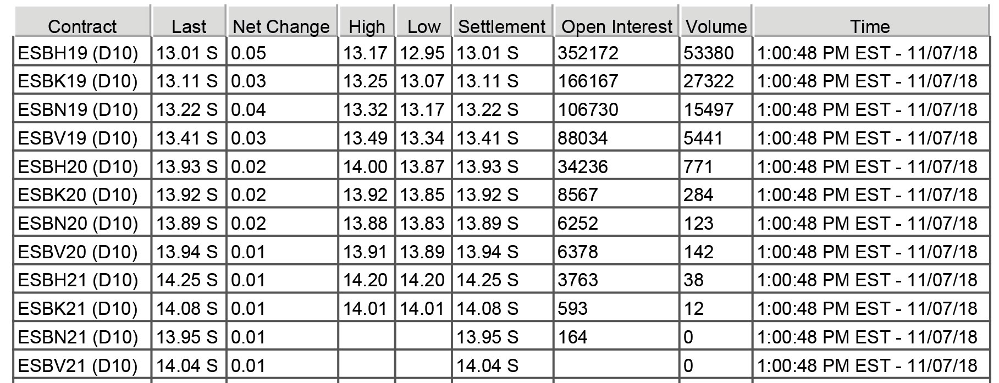 Contract Last Net Change High Low Settlement Open Interest Volume Time
ESBH19 (D10) 13.01 S 0.05 13.17 12.95 13.01 S 352172 53380 1:00:48 PM EST - 11/07/18
ESBK19 (D10) 13.11 S 0.03 13.25 13.07 13.11 S 166167 27322 1:00:48 PM EST - 11/07/18
ESBN19 (D10) 13.22 S 0.04 13.32 13.17 13.22 S 106730 15497 1:00:48 PM EST - 11/07/18
ESBV19 (D10) 13.41 S 0.03 13.49 13.34 13.41 S 88034 5441 1:00:48 PM EST - 11/07/18
ESBH20 (D10) 13.93 S 0.02 14.00 13.87 13.93 S 34236 771 1:00:48 PM EST - 11/07/18
ESBK20 (D10) 13.92 S 0.02 13.92 13.85 13.92 S 8567 284 1:00:48 PM EST - 11/07/18
ESBN20 (D10) 13.89 S 0.02 13.88 13.83 13.89 S 6252 123 1:00:48 PM EST - 11/07/18
ESBV20 (D10) 13.94 S 0.01 13.91 13.89 13.94 S 6378 142 1:00:48 PM EST - 11/07/18
ESBH21 (D10) 14.25 S 0.01 14.20 14.20 14.25 S 3763 38 1:00:48 PM EST - 11/07/18
ESBK21 (D10) 14.08 S 0.01 14.01 14.01 14.08 S 593 12 1:00:48 PM EST - 11/07/18
ESBN21 (D10) 13.95 S 0.01 13.95 S 164 0 1:00:48 PM EST - 11/07/18
ESBV21 (D10) 14.04 S 0.01 14.04 S 0 1:00:48 PM EST - 11/07/18